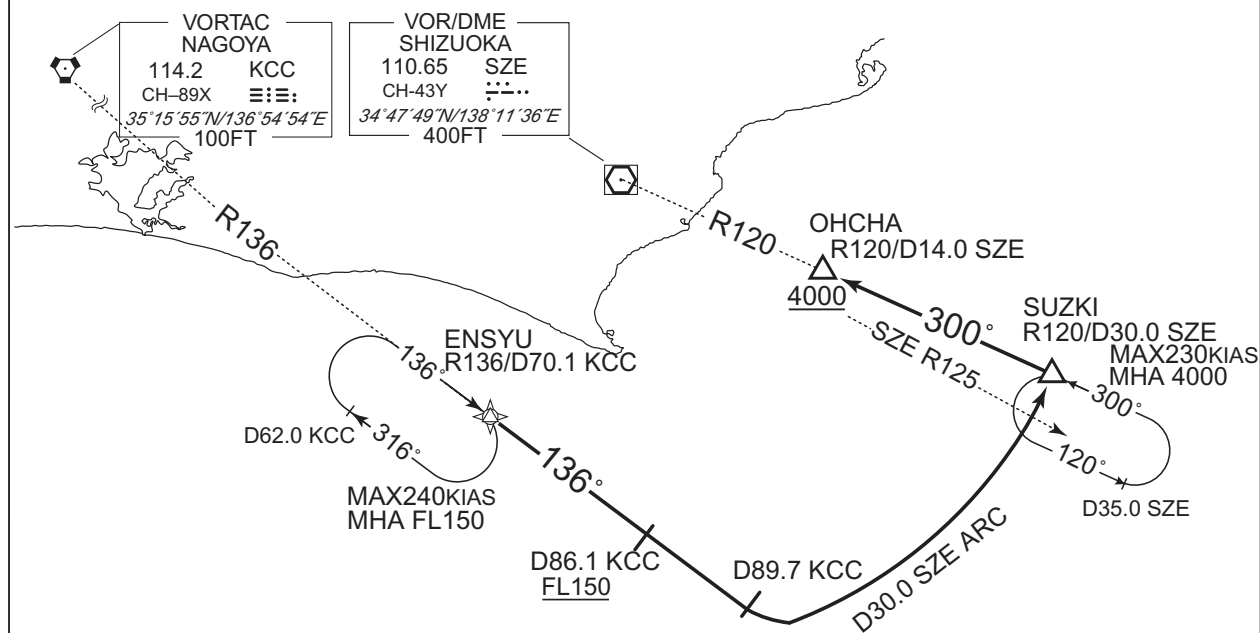 VORTAC
NAGOYA
114.2 KCC
CH–89X
35°15′55″N/136°54′54″E
100FT
VOR/DME
SHIZUOKA
110.65 SZE
CH-43Y
34°47′49″N/138°11′36″E
400FT
R136
R120
OHCHA
R120/D14.0 SZE
4000
300°
SZE R125
SUZKI
R120/D30.0 SZE
MAX230KIAS
MHA 4000
300°
120°
D35.0 SZE
ENSYU
R136/D70.1 KCC
136°
D62.0 KCC
316°
MAX240KIAS
MHA FL150
136°
D86.1 KCC
FL150
D89.7 KCC
D30.0 SZE ARC